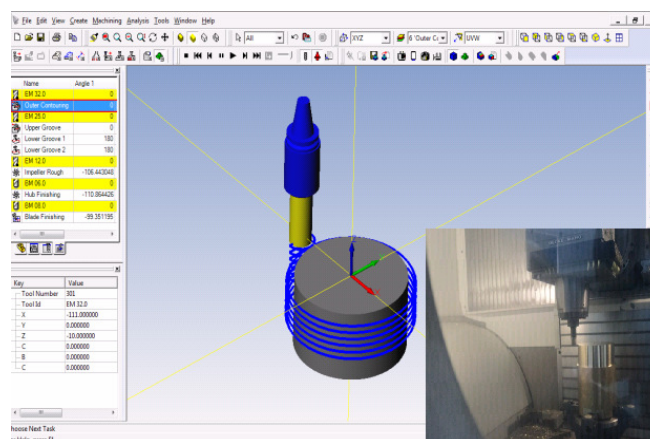 File Edit View Create Machining Analysis Tools Window Help
All XYZ 6 'Outer Co UVW
Name Angle 1
EM 32.0 0
Outer Contouring 0
EM 25.0 0
Upper Groove 0
Lower Groove 1 180
Lower Groove 2 180
EM 12.0 0
Impeller Rough -106.443048
BM 06.0 0
Hub Finishing -110.864426
BM 08.0 0
Blade Finishing -99.351195
Key Value
Tool Number 301
Tool Id EM 32.0
X -111.000000
Y 0.000000
Z -10.000000
C 0.000000
B 0.000000
C 0.000000
hoose Next Task